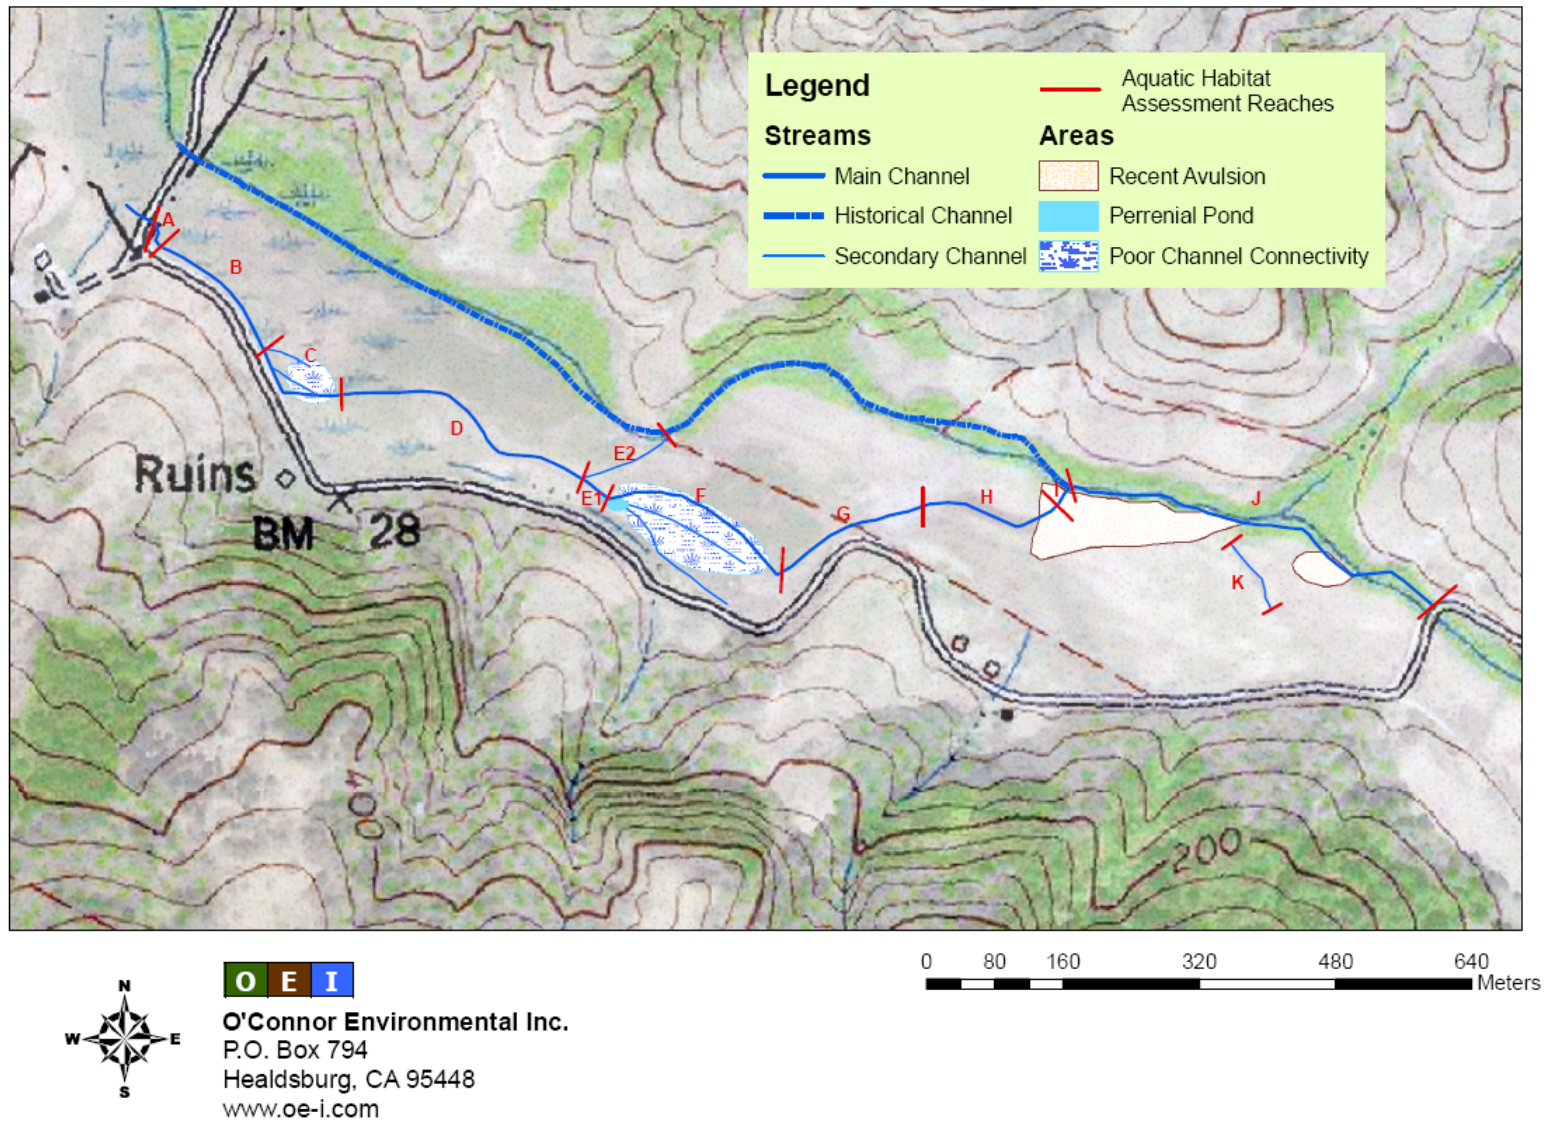 Legend
Aquatic Habitat
Assessment Reaches
Streams
Areas
Main Channel
Recent Avulsion
Historical Channel
Perrenial Pond
Secondary Channel
Poor Channel Connectivity
A
B
C
D
E2
E1
F
G
H
I
J
K
Ruins
BM 28
400
200
0 80 160 320 480 640
Meters
N
W E
S
O E I
O'Connor Environmental Inc.
P.O. Box 794
Healdsburg, CA 95448
www.oe-i.com